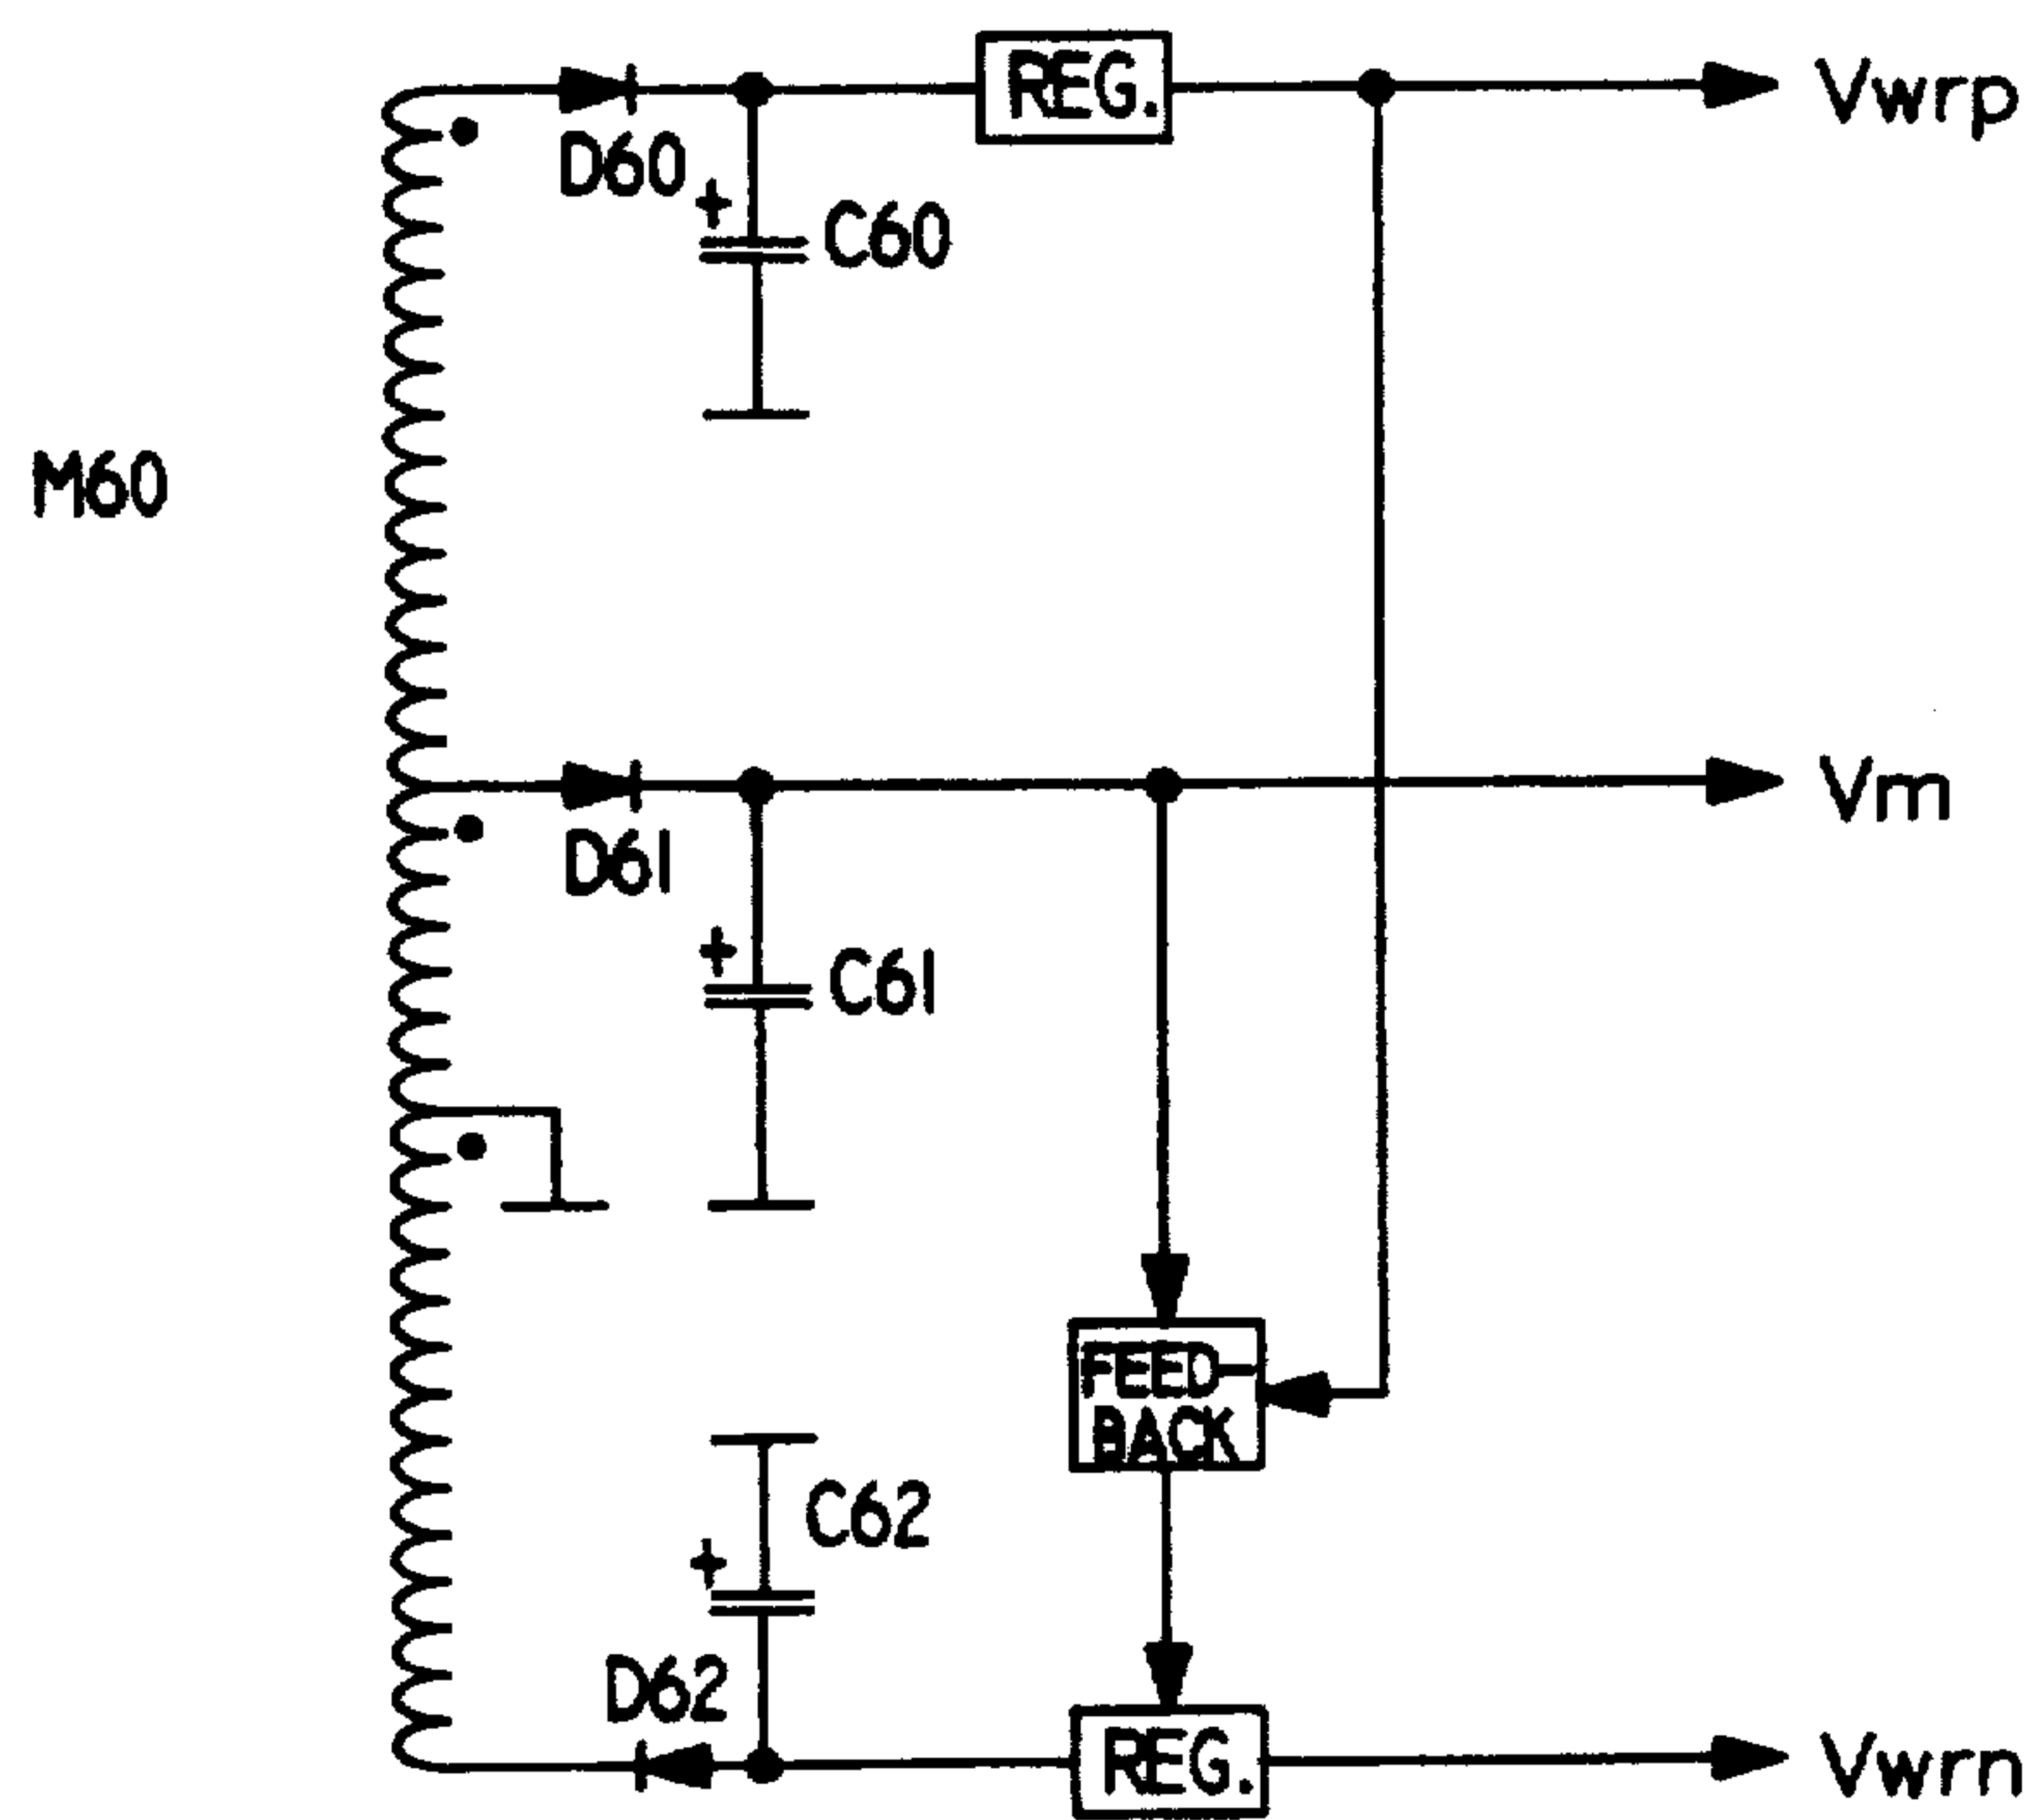 REG.
Vwrp
D60
+
C60
M60
Vm
D61
+
C61
FEED-
BACK
C62
+
D62
REG.
Vwrn